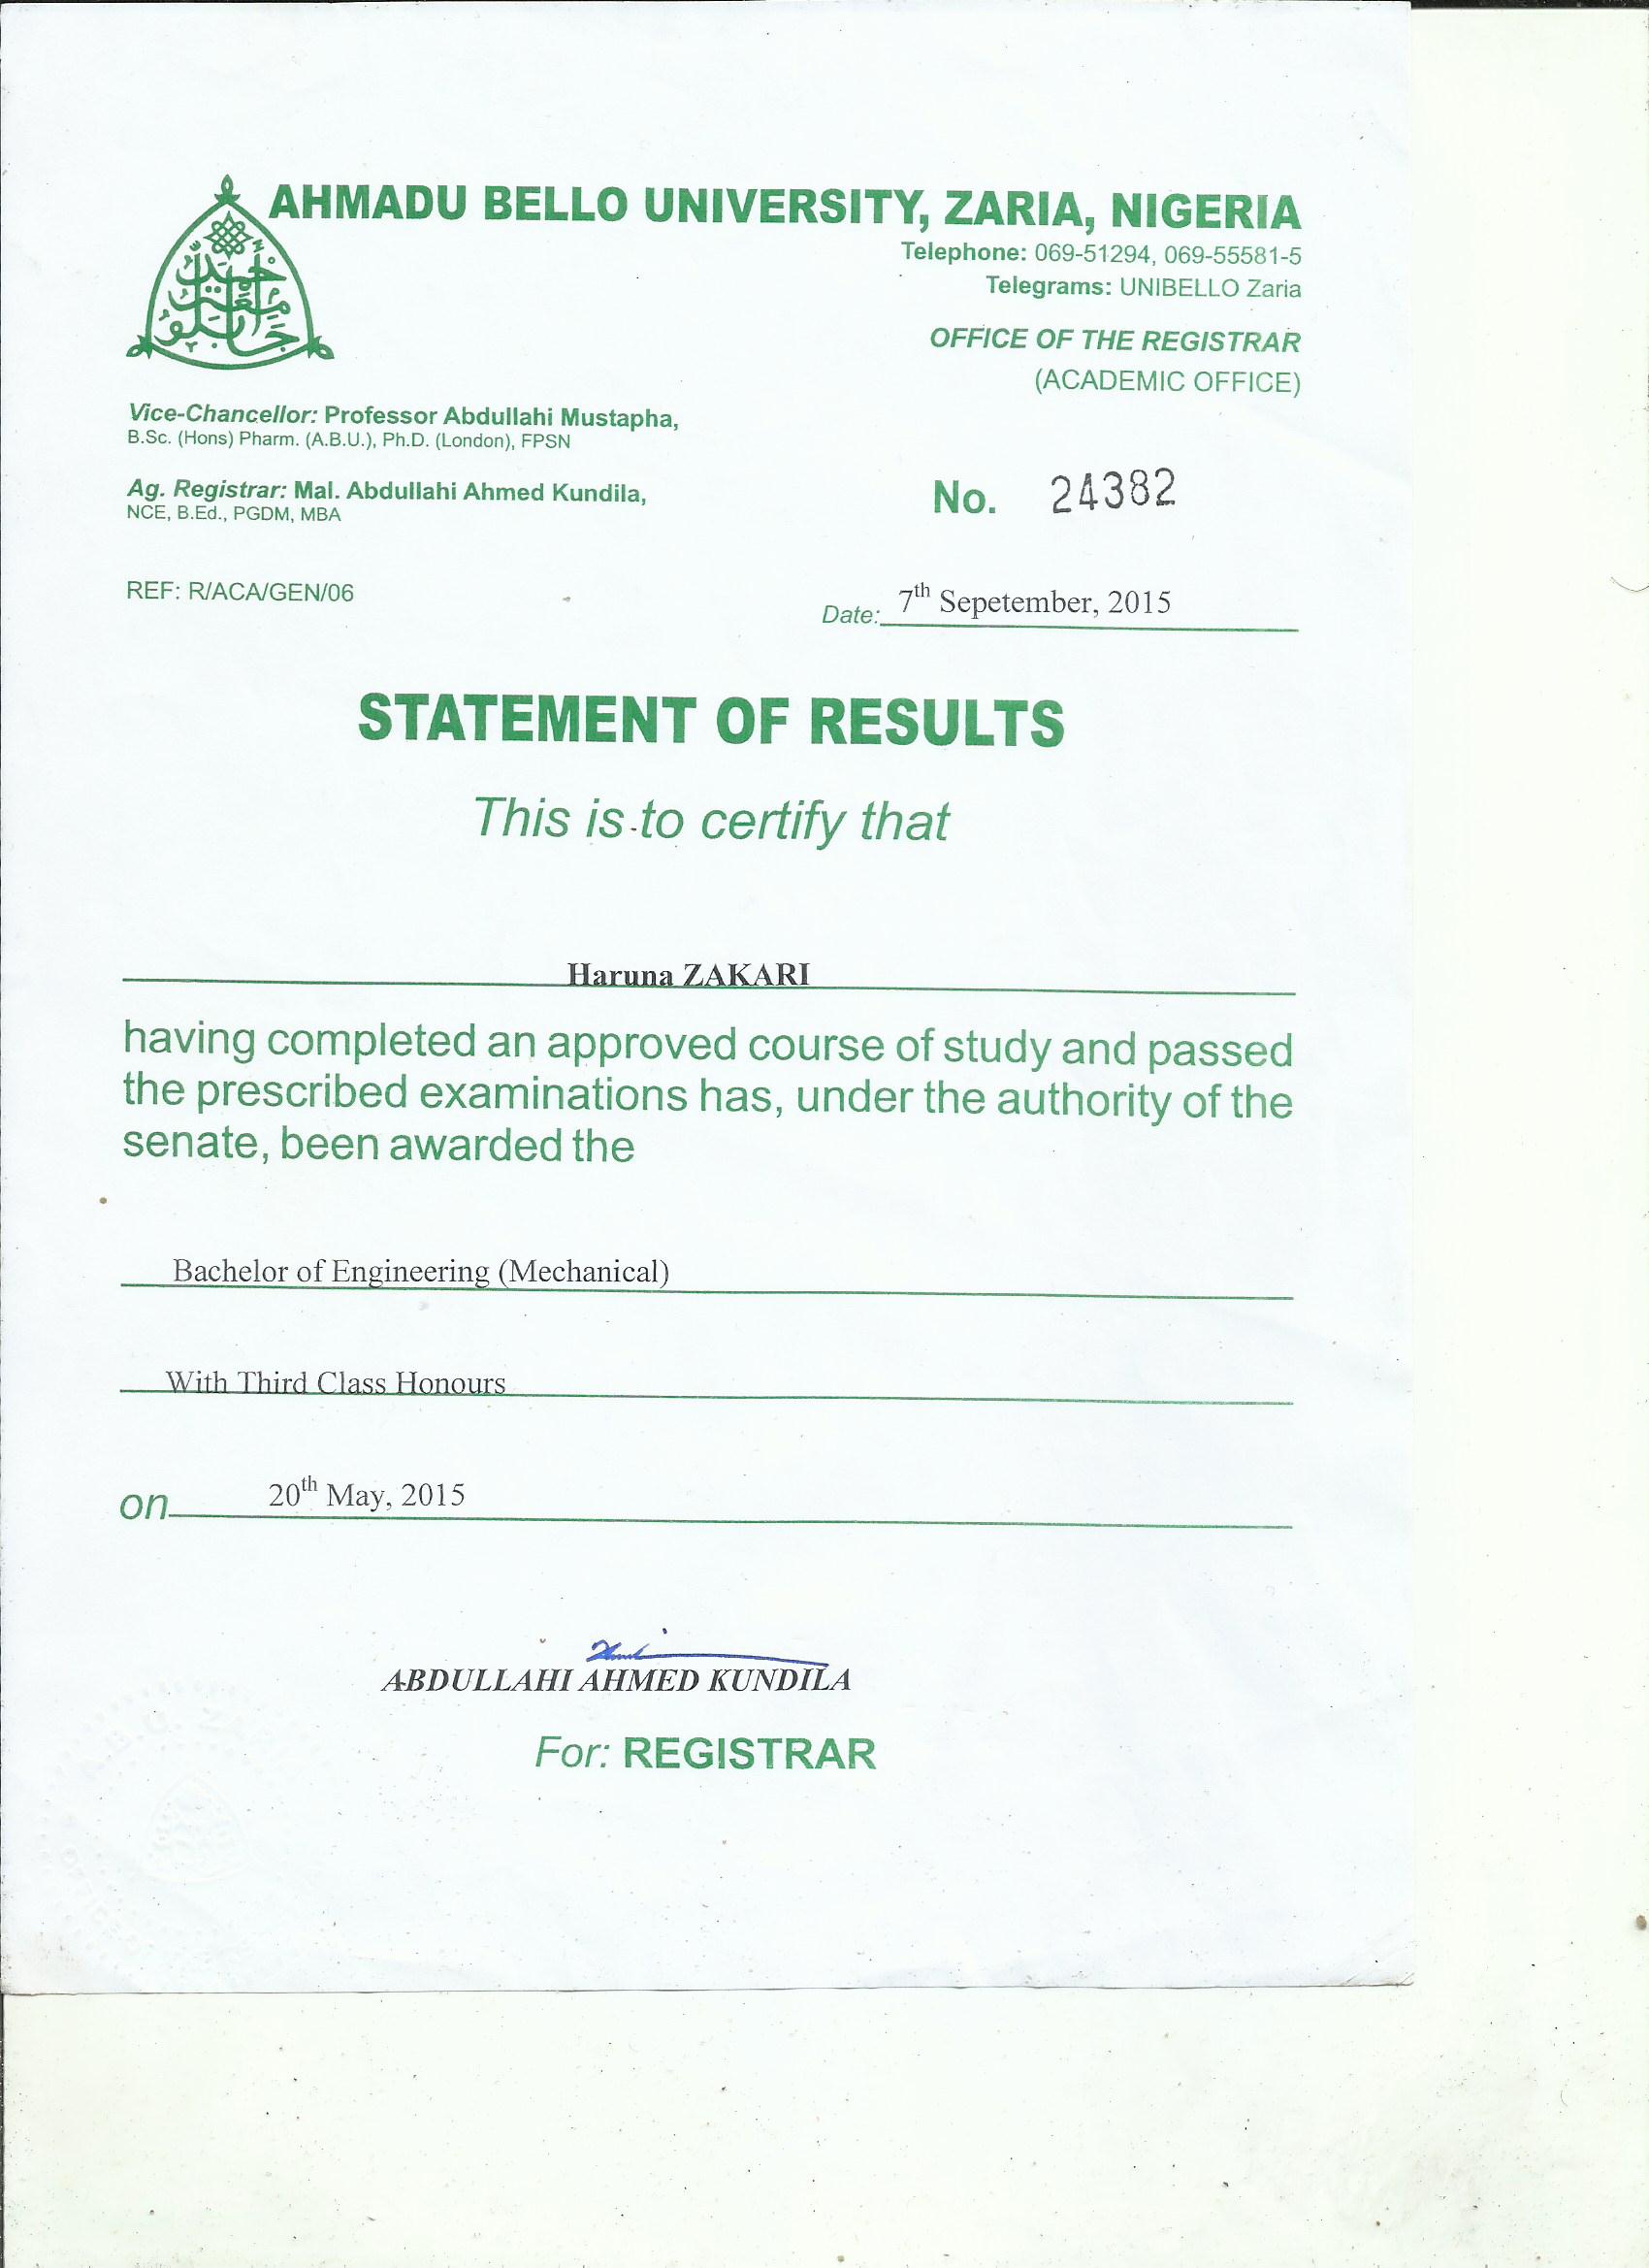 AHMADU BELLO UNIVERSITY, ZARIA, NIGERIA
Telephone: 069-51294, 069-55581-5
Telegrams: UNIBELLO Zaria
OFFICE OF THE REGISTRAR
(ACADEMIC OFFICE)
Vice-Chancellor: Professor Abdullahi Mustapha,
B.Sc. (Hons) Pharm. (A.B.U.), Ph.D. (London), FPSN
Ag. Registrar: Mal. Abdullahi Ahmed Kundila,
NCE, B.Ed., PGDM, MBA
No. 24382
REF: R/ACA/GEN/06
Date: 7th Sepetember, 2015
STATEMENT OF RESULTS
This is to certify that
Haruna ZAKARI
having completed an approved course of study and passed
the prescribed examinations has, under the authority of the
senate, been awarded the
Bachelor of Engineering (Mechanical)
With Third Class Honours
on 20th May, 2015
ABDULLAHI AHMED KUNDILA
For: REGISTRAR